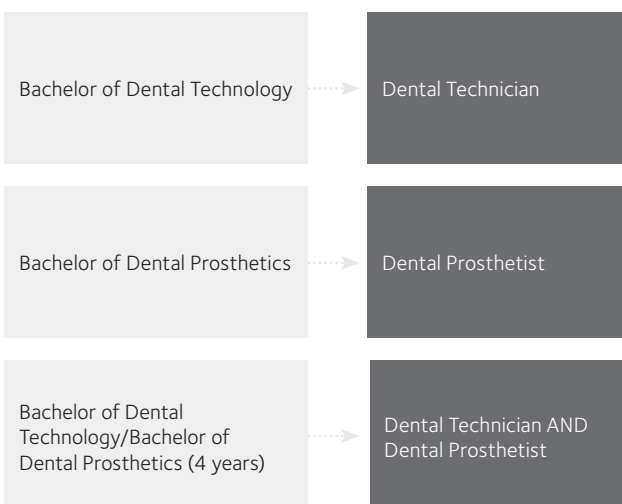 Bachelor of Dental Technology
Dental Technician
Bachelor of Dental Prosthetics
Dental Prosthetist
Bachelor of Dental
Technology/Bachelor of
Dental Prosthetics (4 years)
Dental Technician AND
Dental Prosthetist